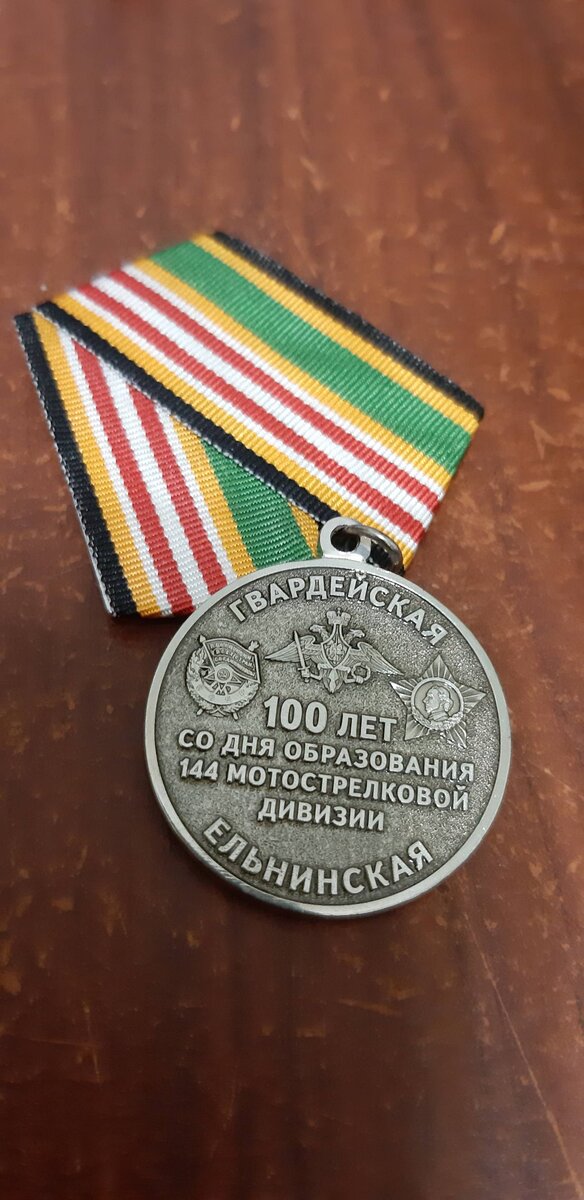 ГВАРДЕЙСКАЯ
100 ЛЕТ
СО ДНЯ ОБРАЗОВАНИЯ
144 МОТОСТРЕЛКОВОЙ
ДИВИЗИИ
ЕЛЬНИНСКАЯ